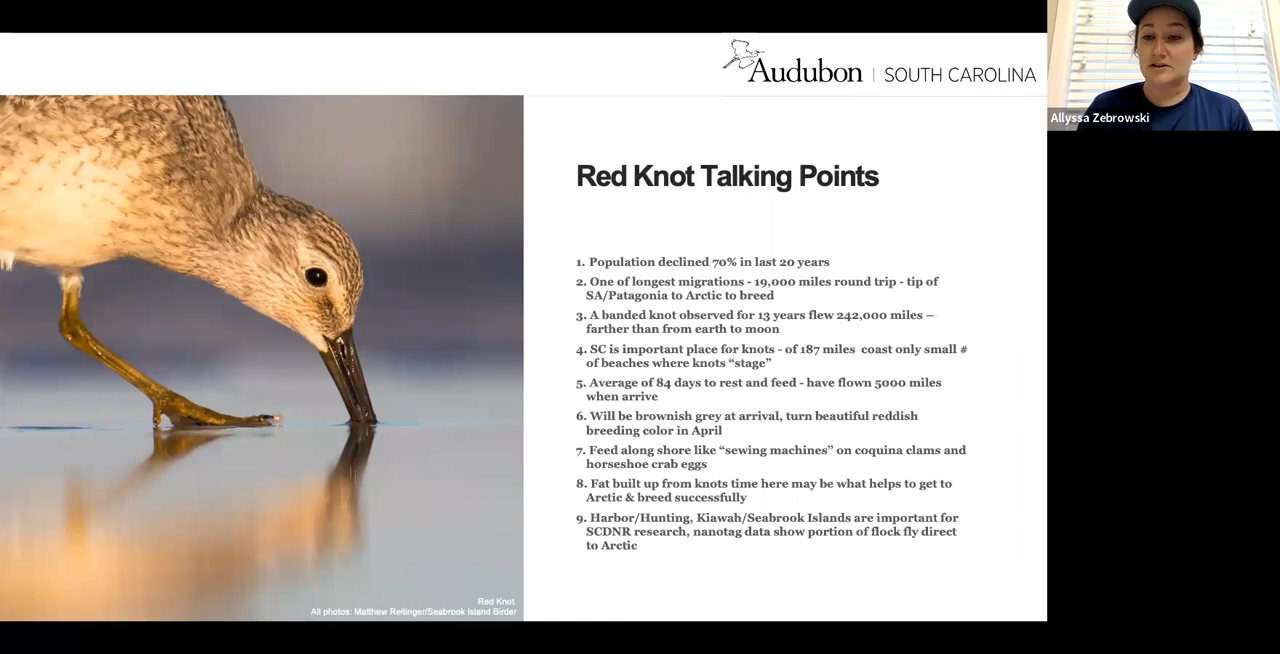 Audubon | SOUTH CAROLINA
Allyssa Zebrowski
Red Knot Talking Points
1. Population declined 70% in last 20 years
2. One of longest migrations - 19,000 miles round trip - tip of
SA/Patagonia to Arctic to breed
3. A banded knot observed for 13 years flew 242,000 miles –
farther than from earth to moon
4. SC is important place for knots - of 187 miles coast only small #
of beaches where knots “stage”
5. Average of 84 days to rest and feed - have flown 5000 miles
when arrive
6. Will be brownish grey at arrival, turn beautiful reddish
breeding color in April
7. Feed along shore like “sewing machines” on coquina clams and
horseshoe crab eggs
8. Fat built up from knots time here may be what helps to get to
Arctic & breed successfully
9. Harbor/Hunting, Kiawah/Seabrook Islands are important for
SCDNR research, nanotag data show portion of flock fly direct
to Arctic
Red Knot.
All photos: Matthew Reilinger/Seabrook Island Birder